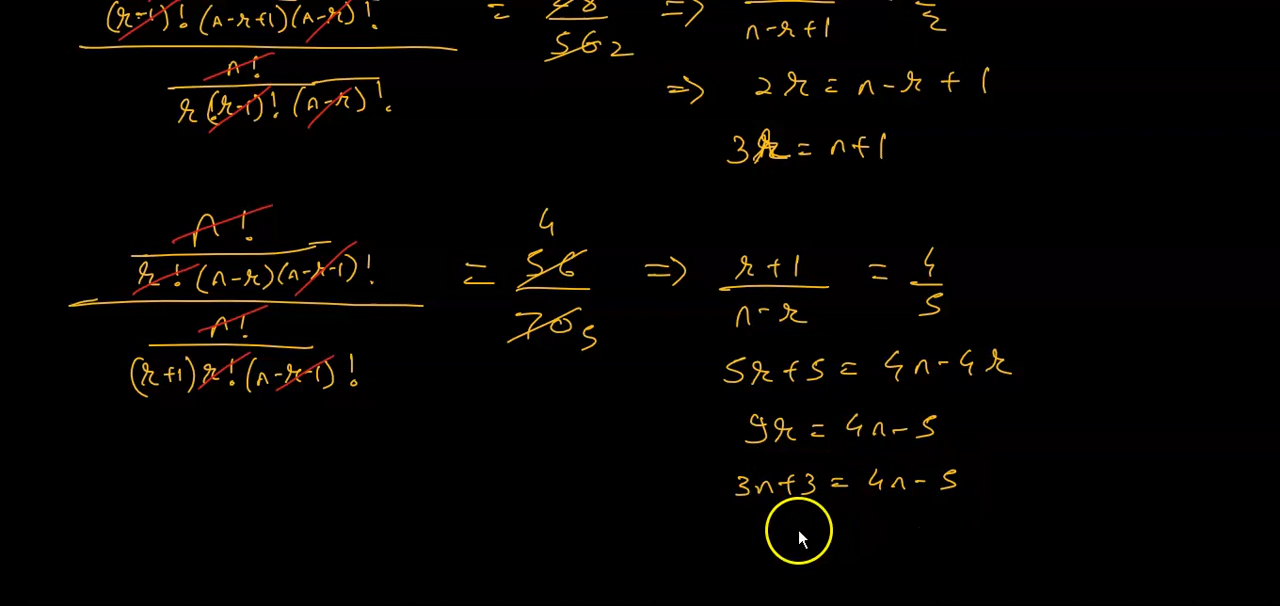 (r-1)! (n-r+1)(n-r)! = 28/56 2 => n-r+1 2
n!
r(r-1)! (n-r)!
=> 2r = n-r+1
3r = n+1
n! / r!(n-r)(n-r-1)! = 56/70 4 5 => r+1 / n-r = 4/5
n! / (r+1)r!(n-r-1)!
5r+5 = 4n-4r
9r = 4n-5
3n+3 = 4n-5